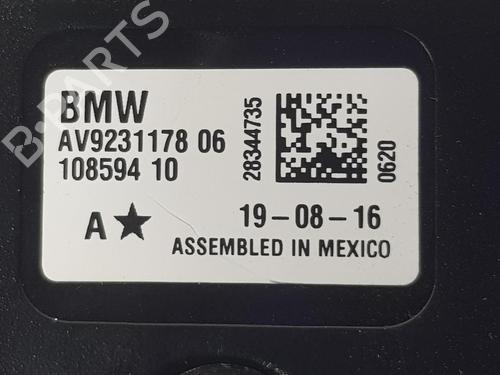 BMW
AV9231178 06
108594 10
A★
28344735
0620
19-08-16
ASSEMBLED IN MEXICO
B-PARTS